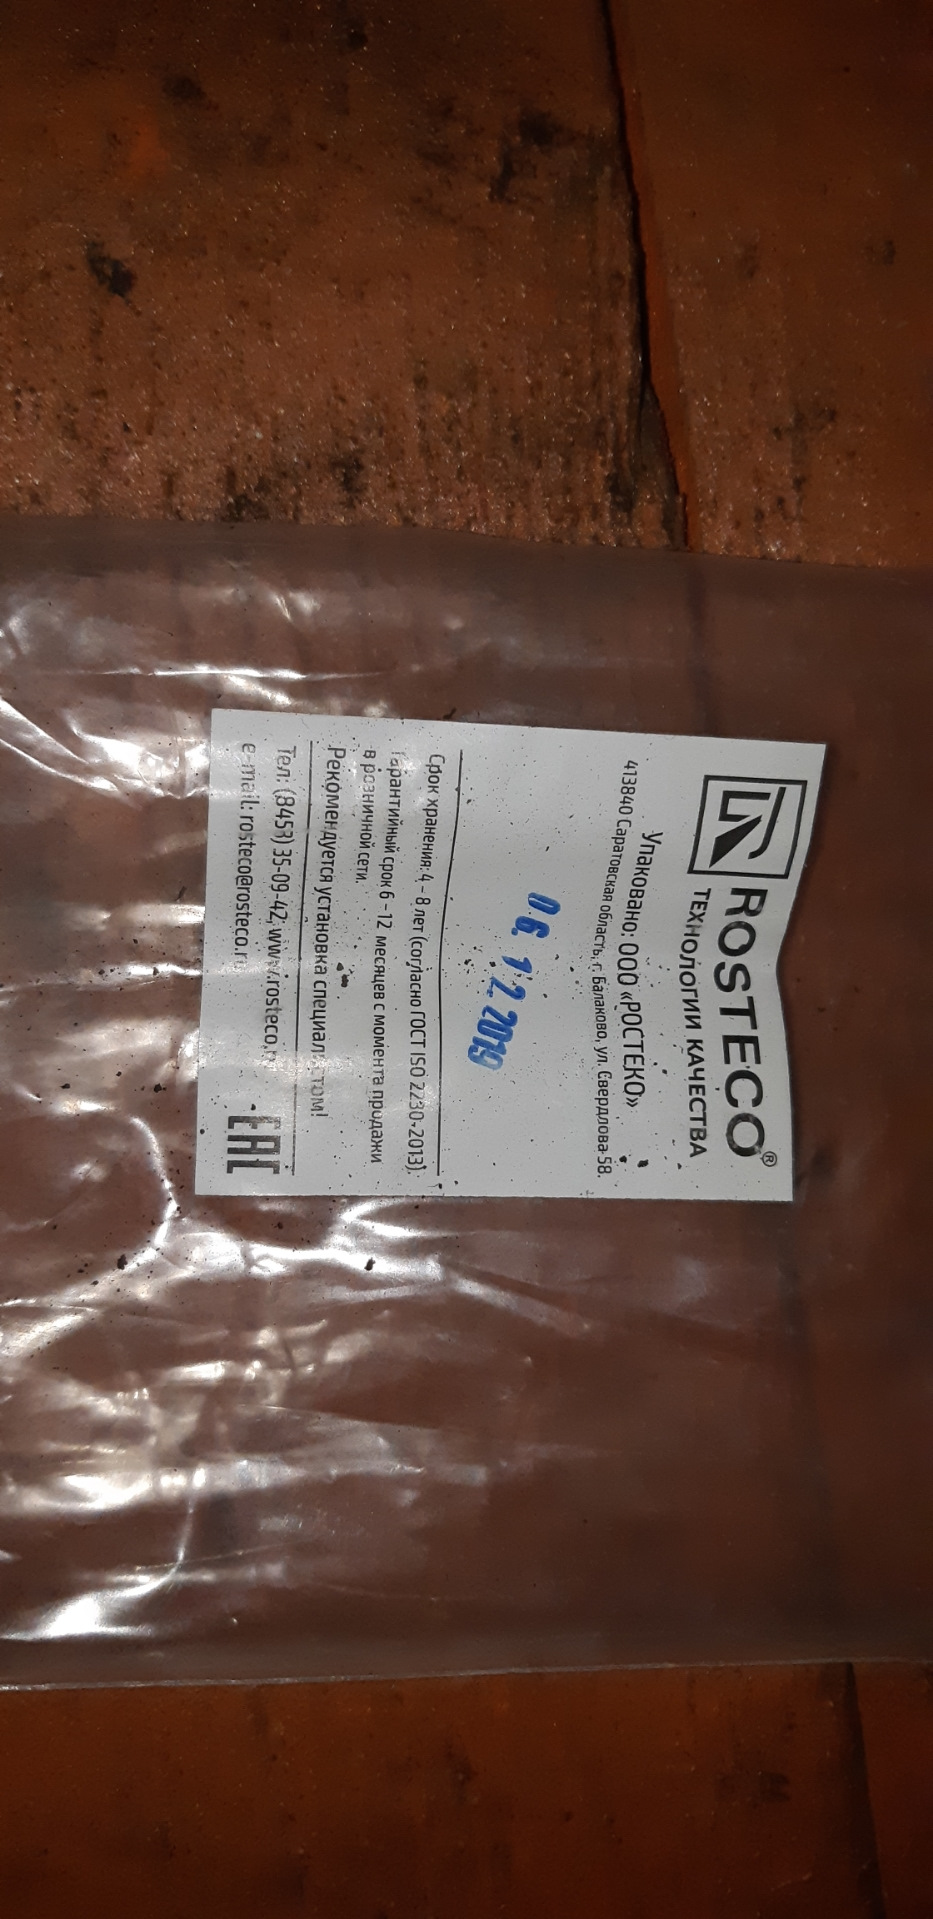 ROSTECO®
ТЕХНОЛОГИИ КАЧЕСТВА
Упаковано: ООО «РОСТЕКО»
413840 Саратовская область, г. Балаково, ул. Свердлова 58.
06. 12. 2019
Срок хранения: 4 - 8 лет (согласно ГОСТ ISO 2230-2013).
Гарантийный срок 6 -12 месяцев с момента продажи
в розничной сети.
Рекомендуется установка специалистом!
Тел: (8453) 35-09-42; www.rosteco.ru
e-mail: rosteco@rosteco.ru
EAC